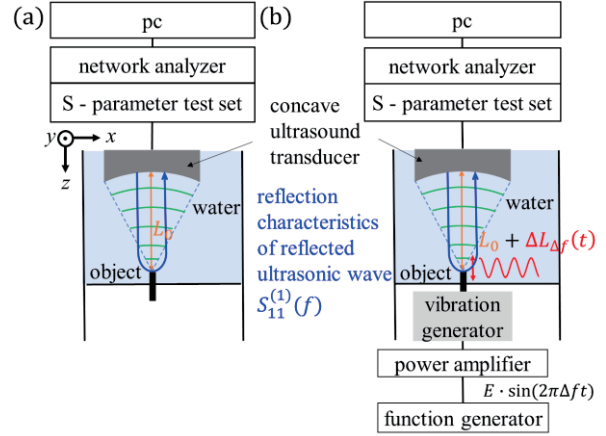 (a)
pc
network analyzer
S - parameter test set
y
x
z
L₀
water
object
concave
ultrasound
transducer
reflection
characteristics
of reflected
ultrasonic wave
S₁₁⁽¹⁾(f)
(b)
pc
network analyzer
S - parameter test set
water
L₀ + ΔL_Δf(t)
object
vibration
generator
power amplifier
E · sin(2πΔft)
function generator